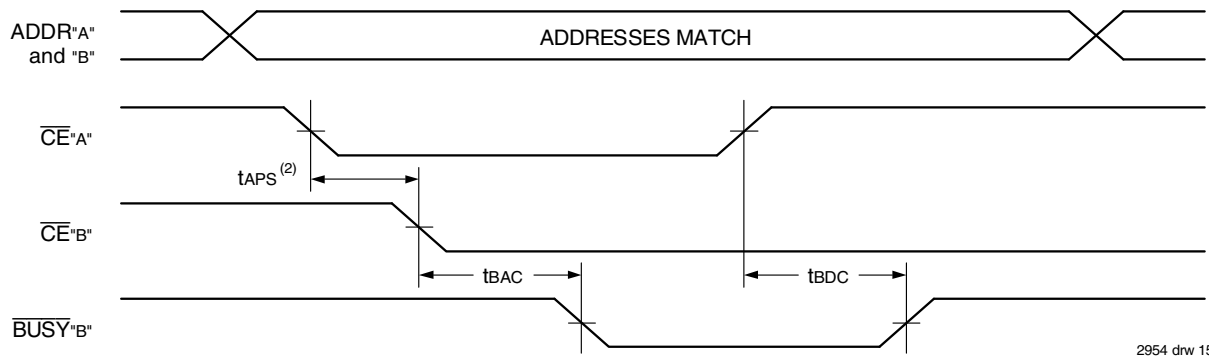 ADDR"A"
and "B"
ADDRESSES MATCH
CE"A"
tAPS (2)
CE"B"
tBAC
tBDC
BUSY"B"
2954 drw 15